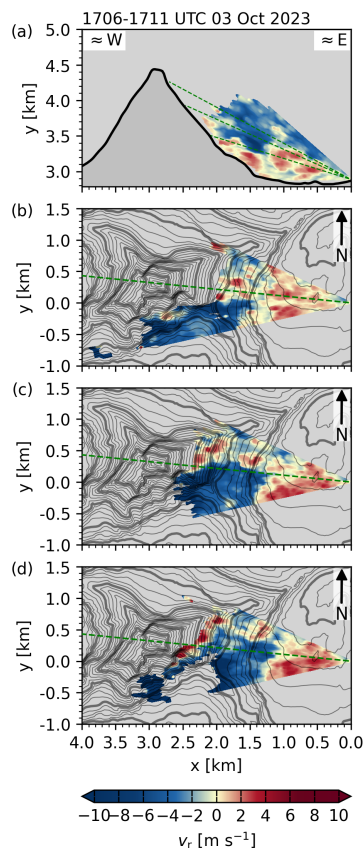 1706-1711 UTC 03 Oct 2023
(a)
≈ W
≈ E
5.0
4.5
4.0
3.5
3.0
y [km]
(b)
N
1.5
1.0
0.5
0.0
-0.5
-1.0
y [km]
(c)
N
1.5
1.0
0.5
0.0
-0.5
-1.0
y [km]
(d)
N
1.5
1.0
0.5
0.0
-0.5
-1.0
y [km]
4.0 3.5 3.0 2.5 2.0 1.5 1.0 0.5 0.0
x [km]
−10 −8 −6 −4 −2 0 2 4 6 8 10
vr [m s⁻¹]